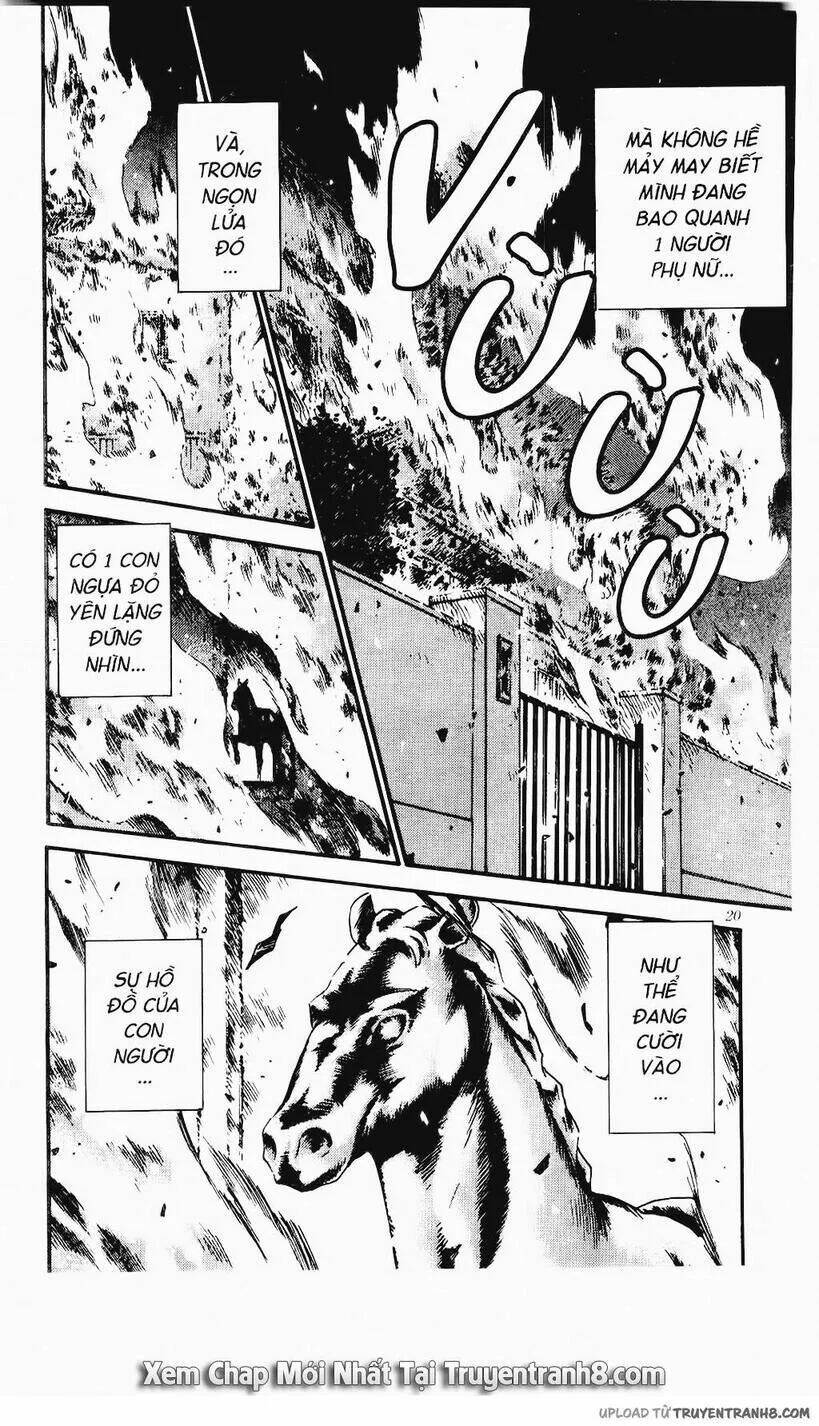 MÀ KHÔNG HỀ
MẢY MAY BIẾT
MÌNH ĐANG
BAO QUANH
1 NGƯỜI
PHỤ NỮ...
VÙ
Ù
Ù
VÀ,
TRONG
NGỌN
LỬA
ĐÓ
...
CÓ 1 CON
NGỰA ĐỎ
YÊN LẶNG
ĐỨNG
NHÌN...
20
NHƯ
THỂ
ĐANG
CƯỜI
VÀO
...
SỰ HỒ
ĐỒ CỦA
CON
NGƯỜI
...
Xem Chap Mới Nhất Tại Truyentranh8.com
UPLOAD TỪ TRUYENTRANH8.COM